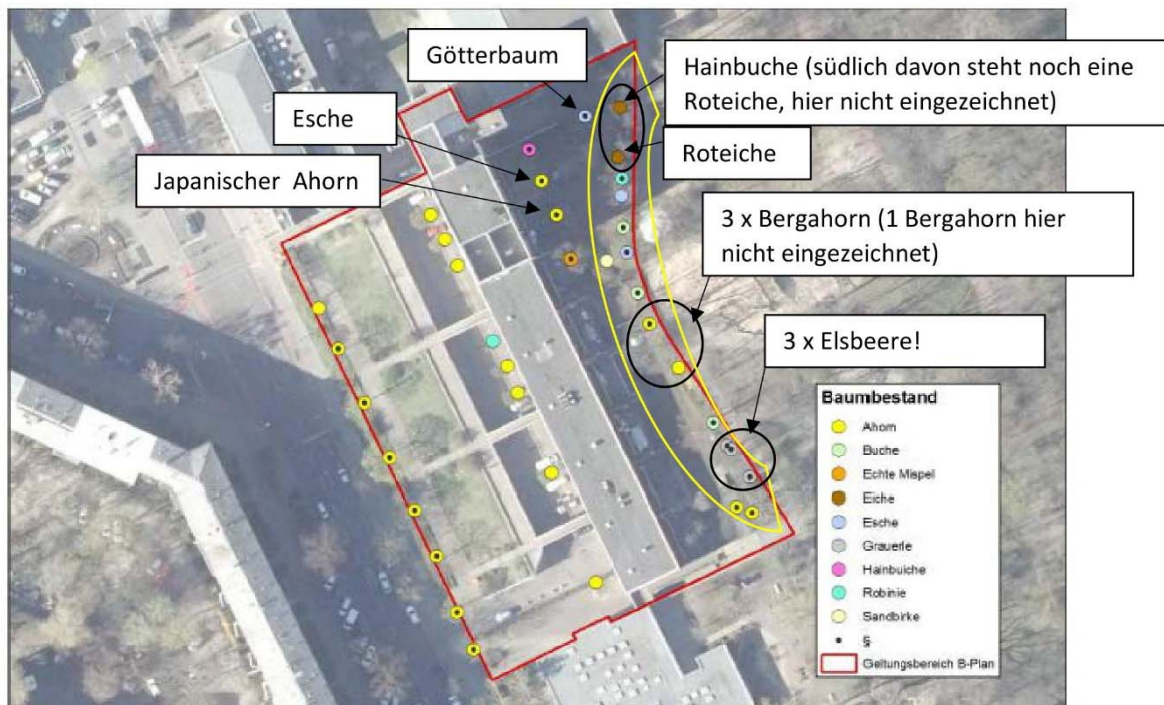 Götterbaum
Hainbuche (südlich davon steht noch eine
Roteiche, hier nicht eingezeichnet)
Esche
Roteiche
Japanischer Ahorn
3 x Bergahorn (1 Bergahorn hier
nicht eingezeichnet)
3 x Elsbeere!
Baumbestand
Ahorn
Buche
Echte Mispel
Eiche
Esche
Grauerle
Hainbuiche
Robinie
Sandbirke
§
Geltungsbereich B-Plan